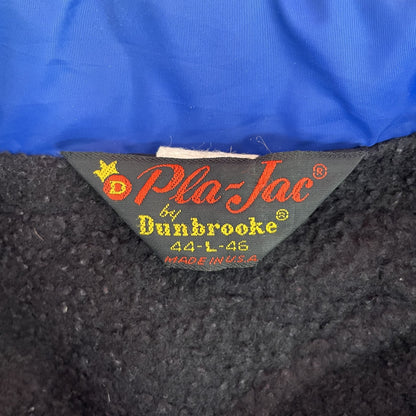 D Pla-Jac®
by
Dunbrooke®
44-L-46
MADE IN U.S.A.